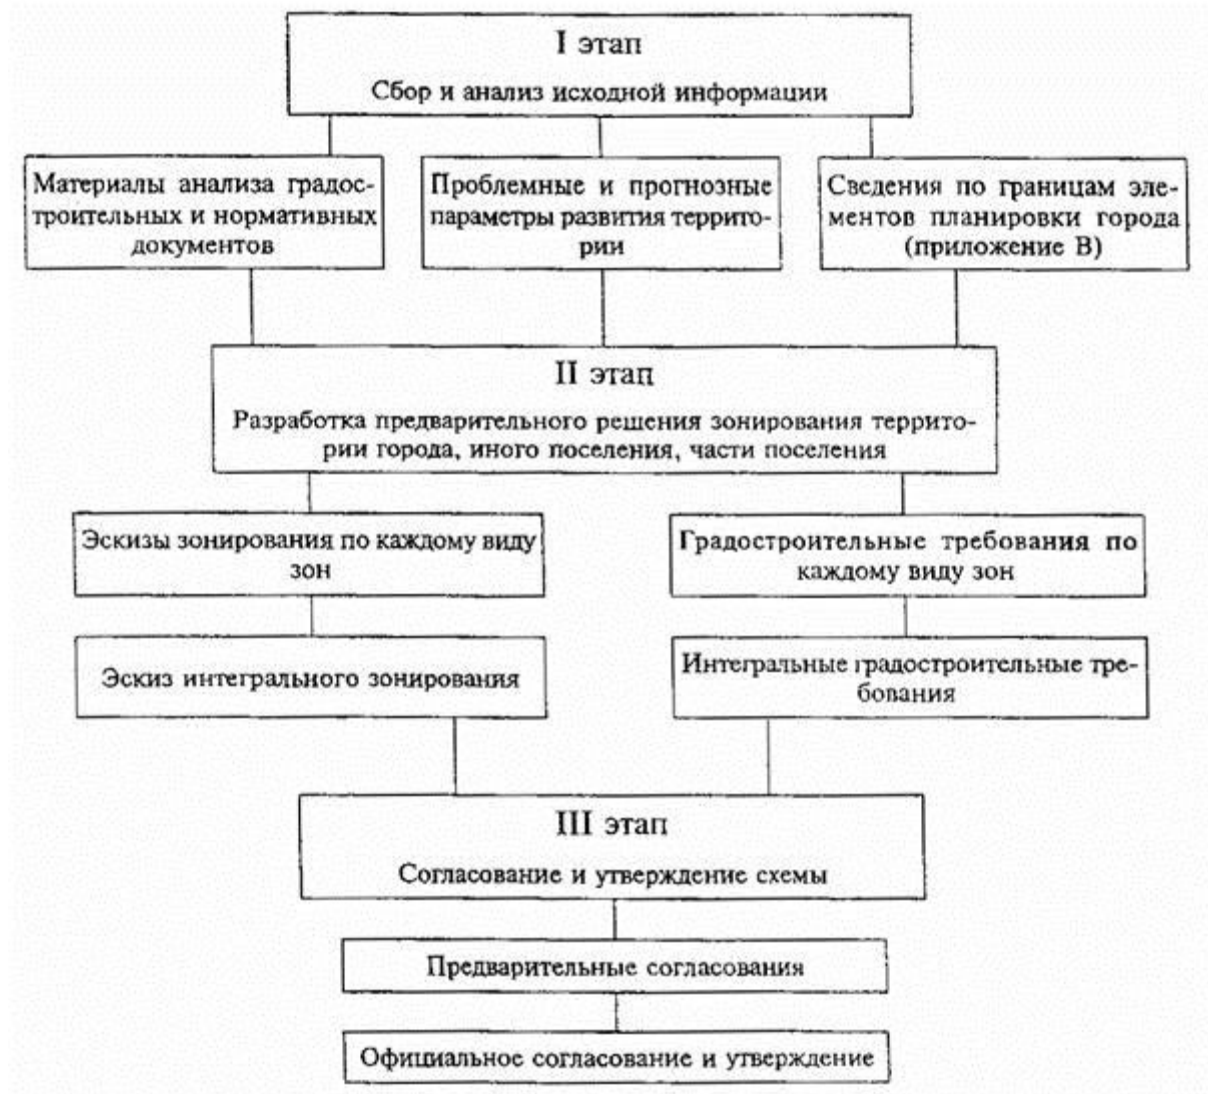 I этап
Сбор и анализ исходной информации
Материалы анализа градос-
троительных и нормативных
документов
Проблемные и прогнозные
параметры развития террито-
рии
Сведения по границам эле-
ментов планировки города
(приложение В)
II этап
Разработка предварительного решения зонирования террито-
рии города, иного поселения, части поселения
Эскизы зонирования по каждому виду
зон
Градостроительные требования по
каждому виду зон
Эскиз интегрального зонирования
Интегральные градостроительные тре-
бования
III этап
Согласование и утверждение схемы
Предварительные согласования
Официальное согласование и утверждение